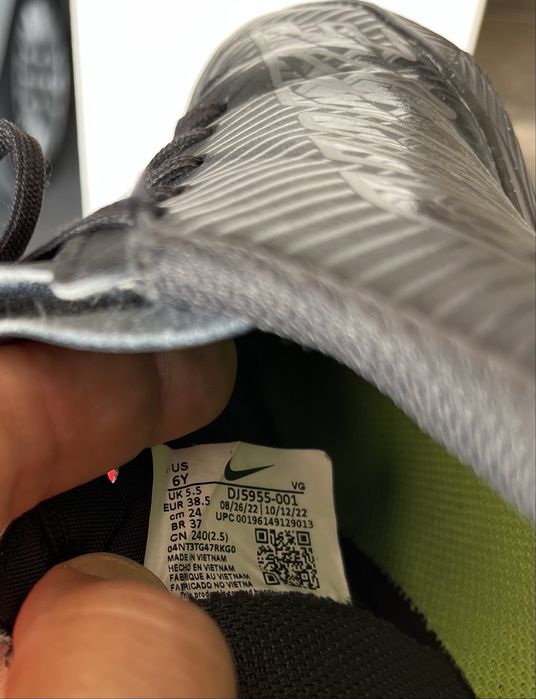 US
6Y
VG
UK 5.5
DJ5955-001
EUR 38.5
08/26/22 | 10/12/22
cm 24
UPC 00196149129013
BR 37
CN 240(2.5)
04NT3TG47RKG0
MADE IN VIETNAM
HECHO EN VIETNAM
FABRIQUE AU VIETNAM
FABRICADO NO VIETNAM